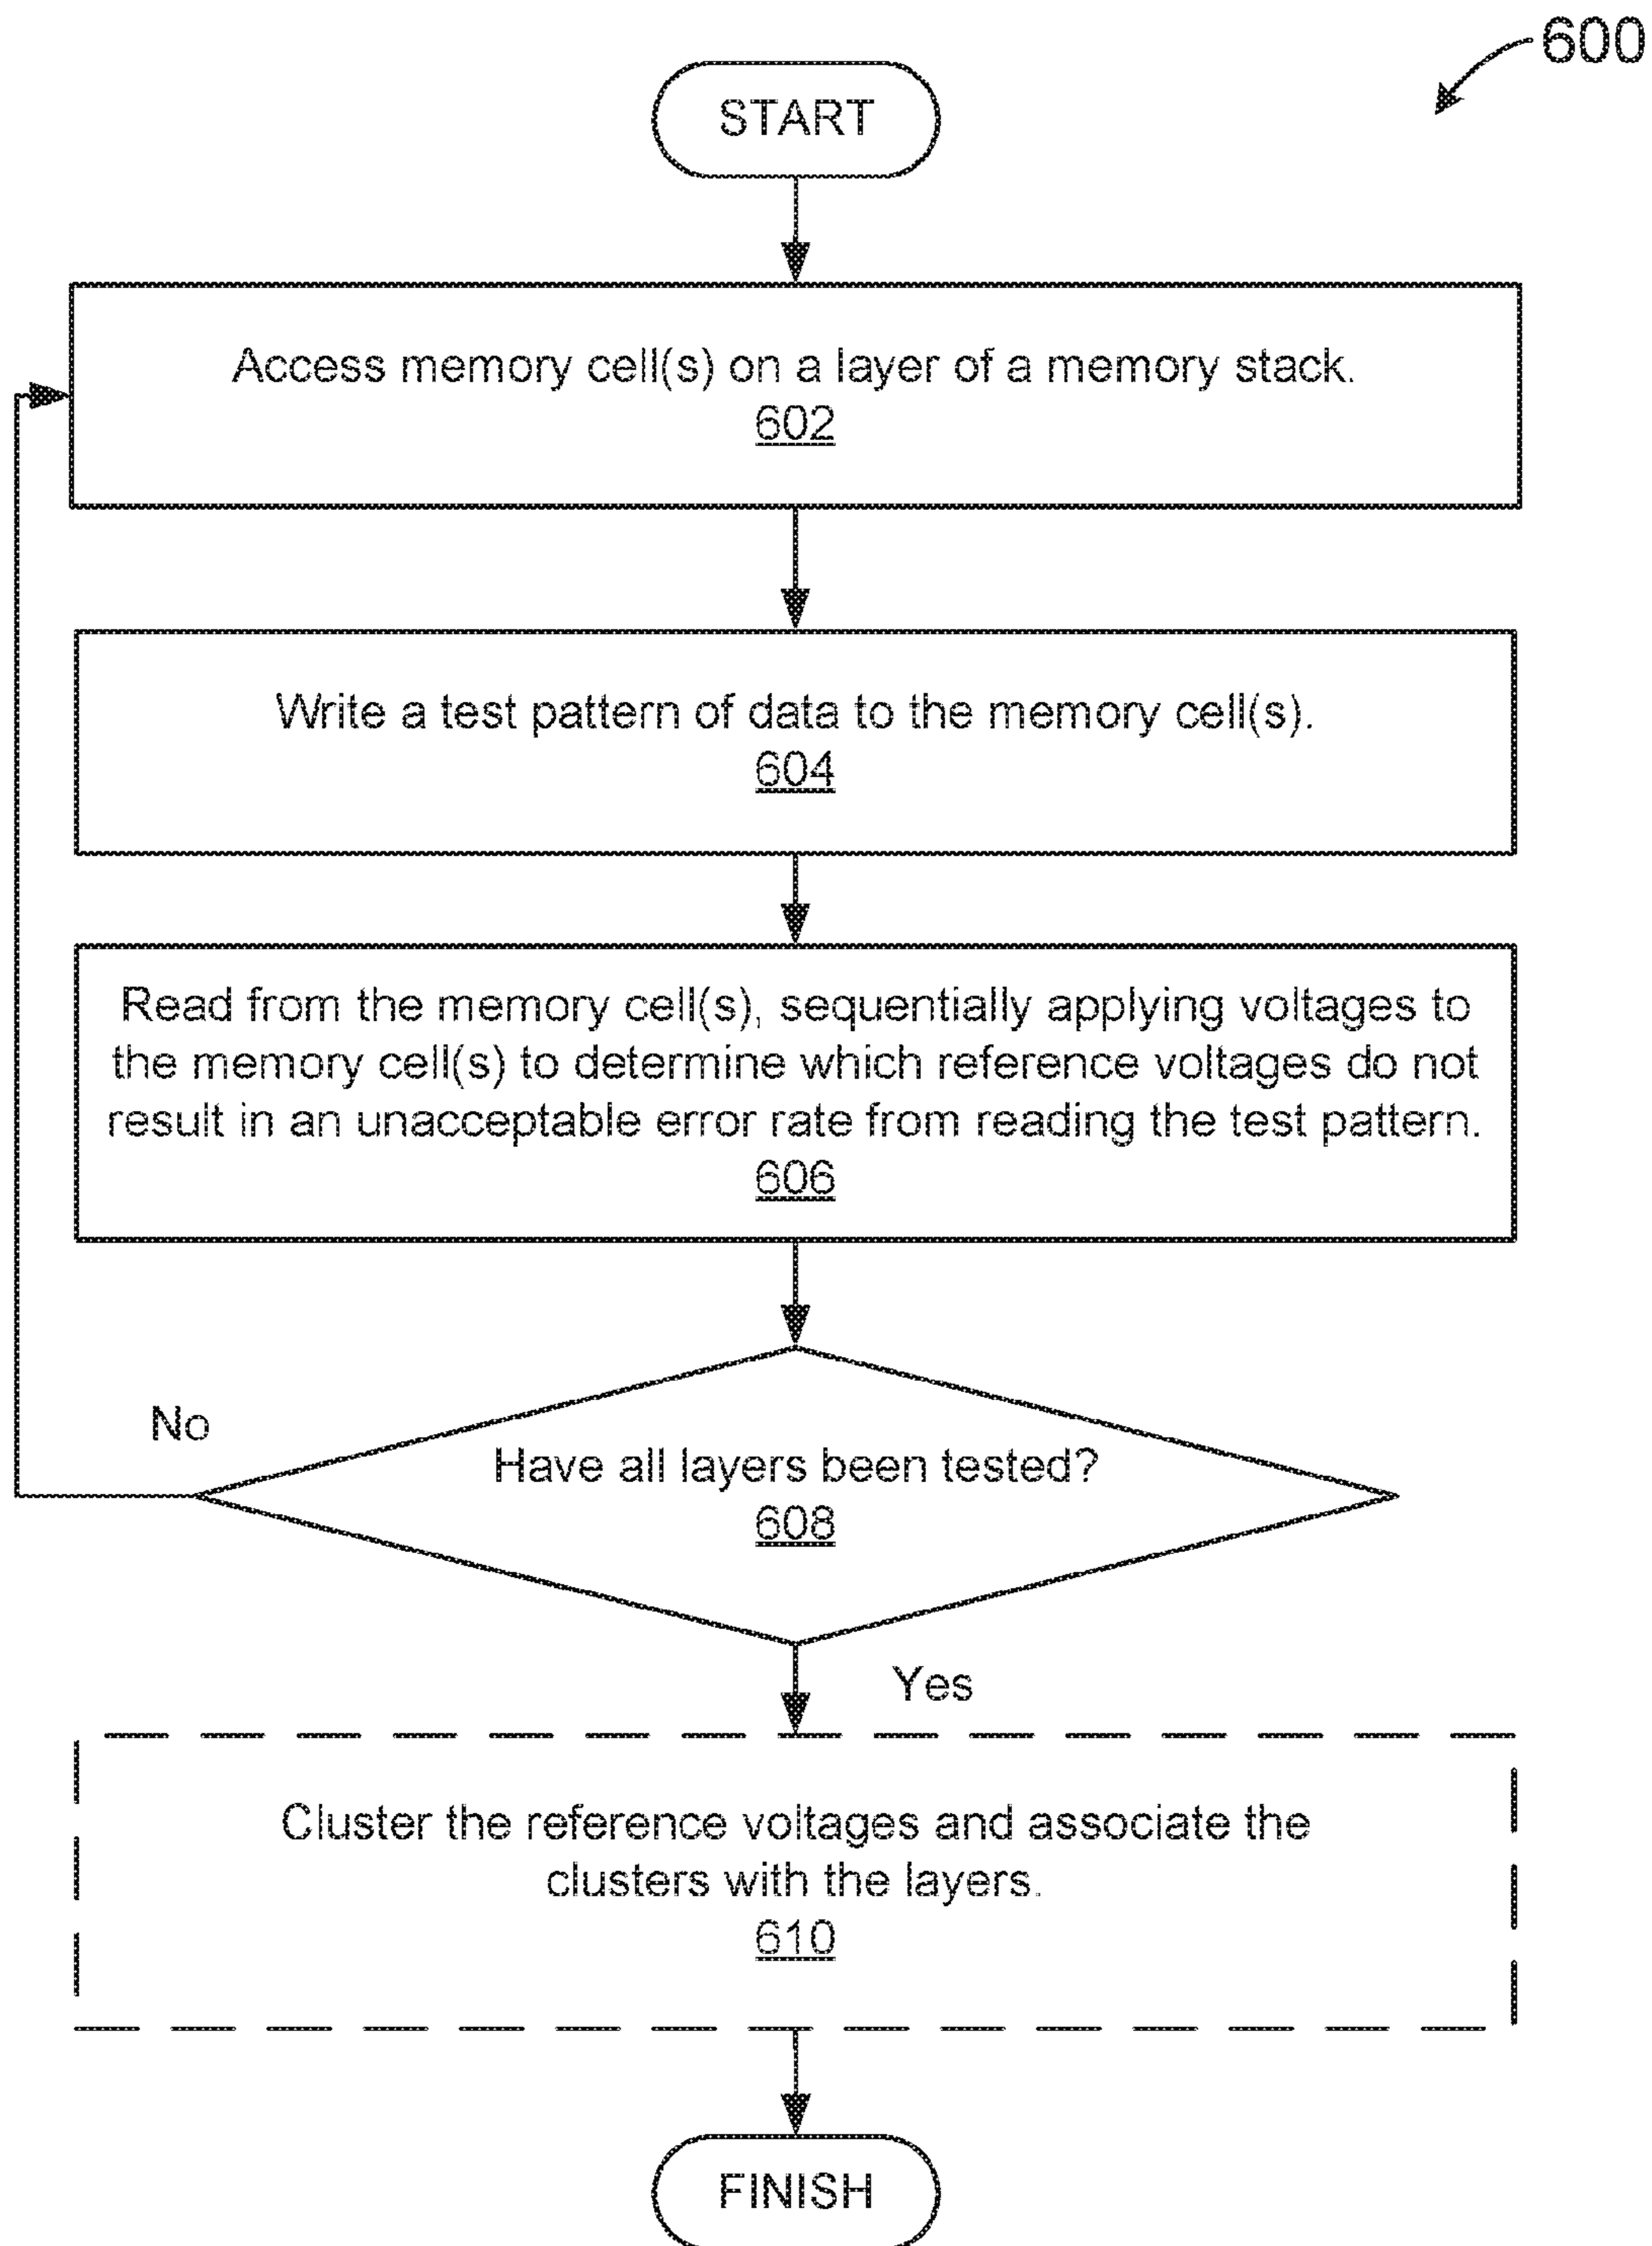 600
START
Access memory cell(s) on a layer of a memory stack.
602
Write a test pattern of data to the memory cell(s).
604
Read from the memory cell(s), sequentially applying voltages to
the memory cell(s) to determine which reference voltages do not
result in an unacceptable error rate from reading the test pattern.
606
No
Have all layers been tested?
608
Yes
Cluster the reference voltages and associate the
clusters with the layers.
610
FINISH